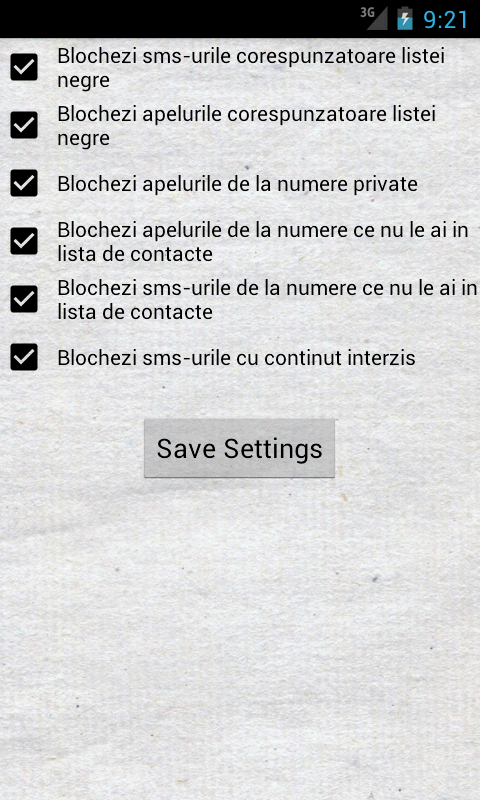 3G 9:21
Blochezi sms-urile corespunzatoare listei
negre
Blochezi apelurile corespunzatoare listei
negre
Blochezi apelurile de la numere private
Blochezi apelurile de la numere ce nu le ai in
lista de contacte
Blochezi sms-urile de la numere ce nu le ai in
lista de contacte
Blochezi sms-urile cu continut interzis
Save Settings